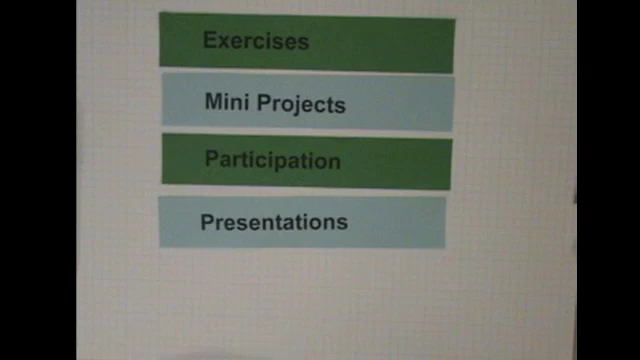 Exercises
Mini Projects
Participation
Presentations